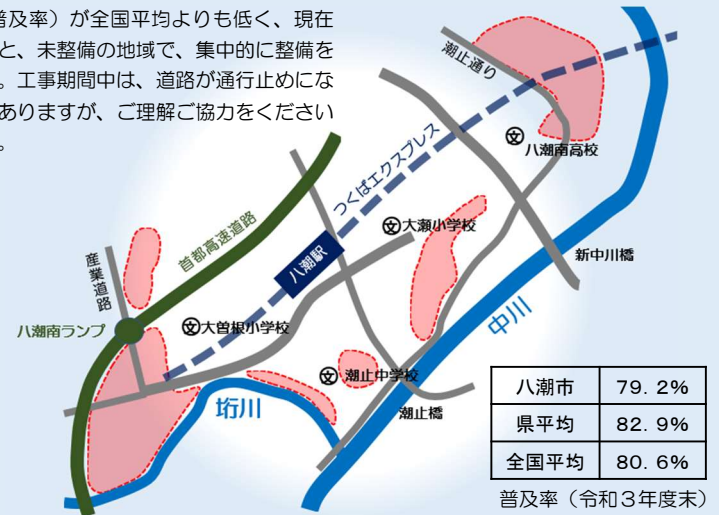 普及率）が全国平均よりも低く、現在
と、未整備の地域で、集中的に整備を
。工事期間中は、道路が通行止めにな
ありますが、ご理解ご協力をください
。
潮止通り
八潮南高校
つくばエクスプレス
首都高速道路
大瀬小学校
新中川橋
産業道路
八潮駅
中川
八潮南ランプ
大曽根小学校
潮止中学校
垳川
潮止橋
八潮市 79.2%
県平均 82.9%
全国平均 80.6%
普及率（令和３年度末）